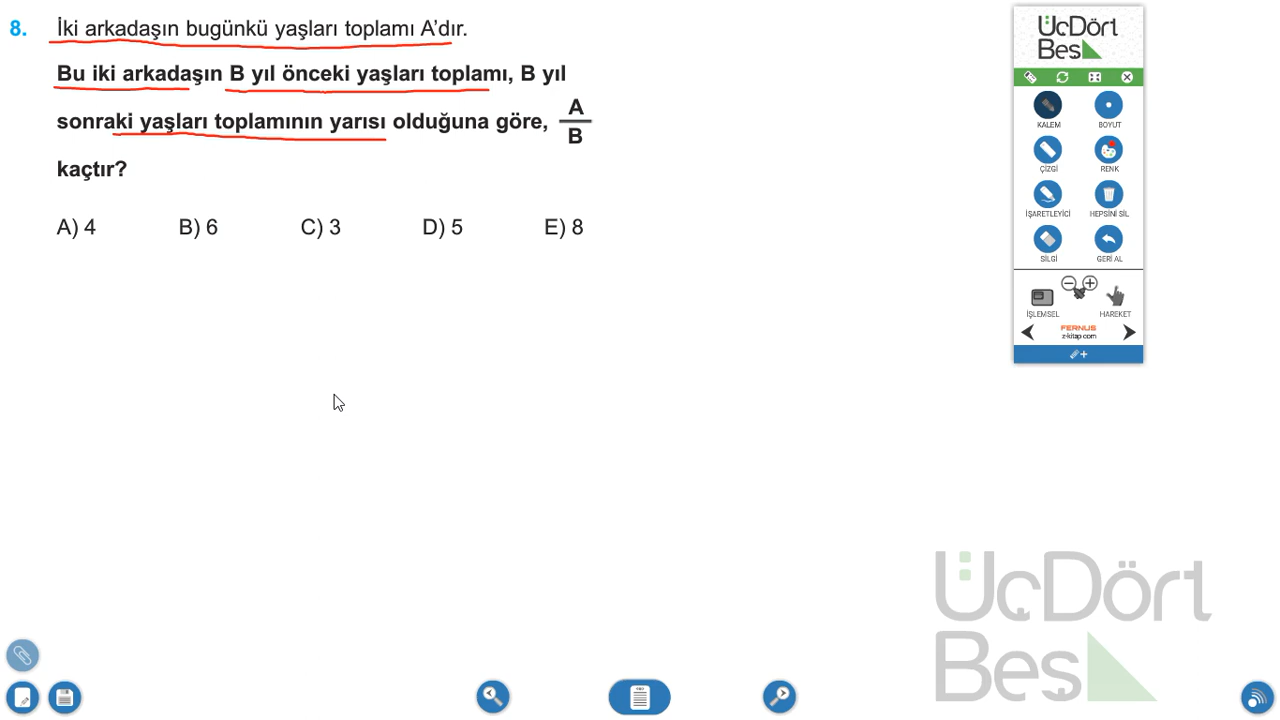 8. İki arkadaşın bugünkü yaşları toplamı A'dır.
Bu iki arkadaşın B yıl önceki yaşları toplamı, B yıl
sonraki yaşları toplamının yarısı olduğuna göre, A/B
kaçtır?
A) 4 B) 6 C) 3 D) 5 E) 8
ÜçDört
Beş
KALEM BOYUT
ÇİZGİ RENK
İŞARETLEYİCİ HEPSİNİ SİL
SİLGİ GERİ AL
İŞLEMSEL HAREKET
FERNUS
z-kitap.com
ÜçDört
Beş